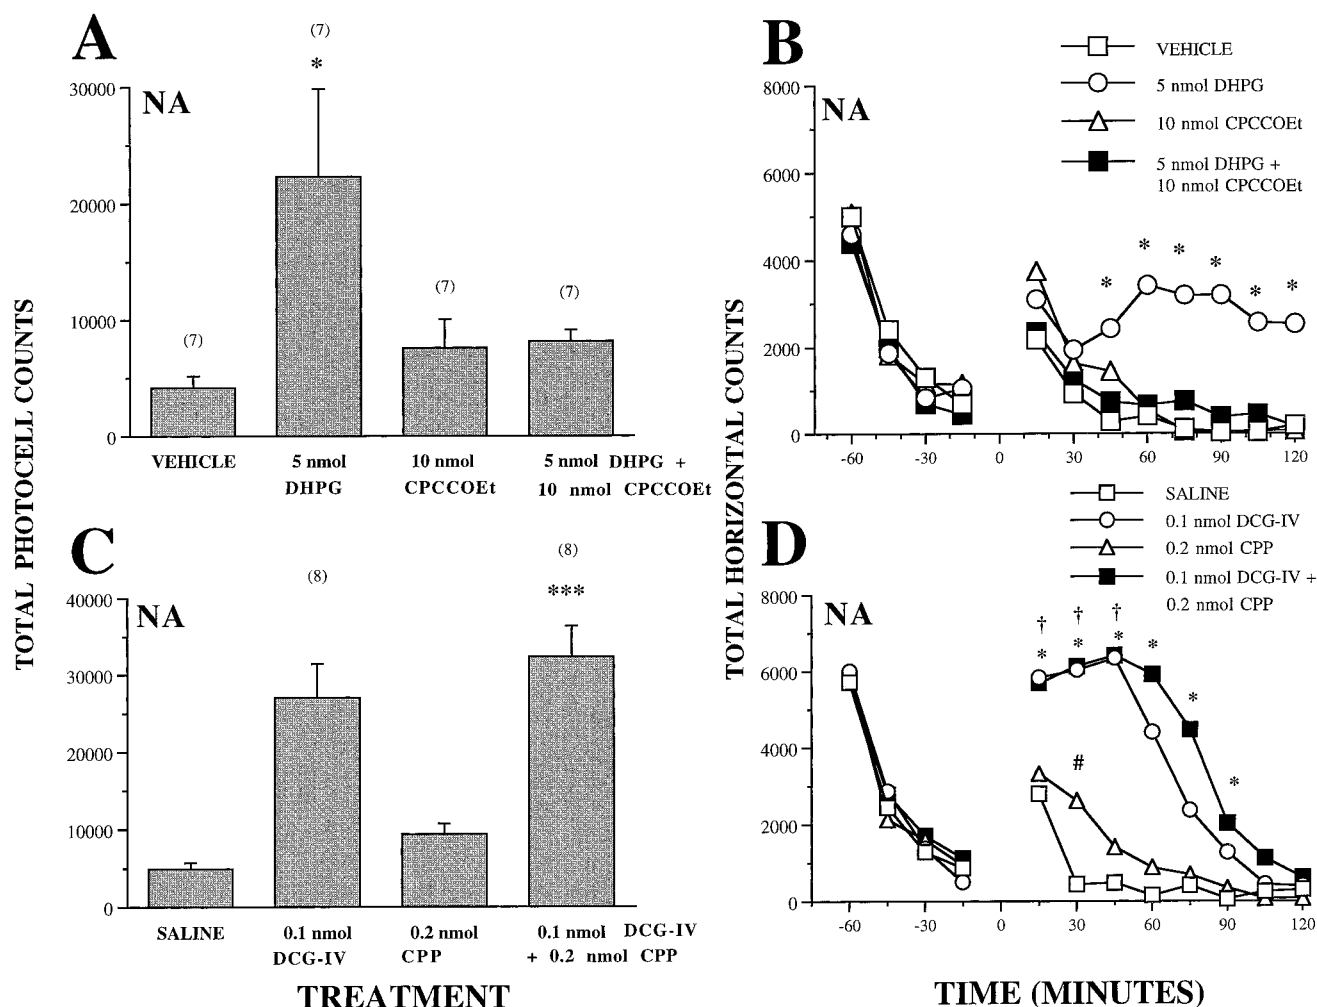 A
(7)
*
30000
NA
20000
10000
0
(7)
(7)
(7)
VEHICLE
5 nmol
DHPG
10 nmol
CPCCOEt
5 nmol DHPG +
10 nmol CPCCOEt
TOTAL PHOTOCELL COUNTS
B
VEHICLE
5 nmol DHPG
10 nmol CPCCOEt
5 nmol DHPG +
10 nmol CPCCOEt
8000
NA
6000
4000
2000
0
* * * * * * *
-60 -30 0 30 60 90 120
TOTAL HORIZONTAL COUNTS
C
(8)
(8)
***
40000
NA
30000
20000
10000
0
SALINE
0.1 nmol
DCG-IV
0.2 nmol
CPP
0.1 nmol DCG-IV
+ 0.2 nmol CPP
TREATMENT
D
SALINE
0.1 nmol DCG-IV
0.2 nmol CPP
0.1 nmol DCG-IV +
0.2 nmol CPP
8000
NA
6000
4000
2000
0
† † †
* * * * * *
#
-60 -30 0 30 60 90 120
TIME (MINUTES)